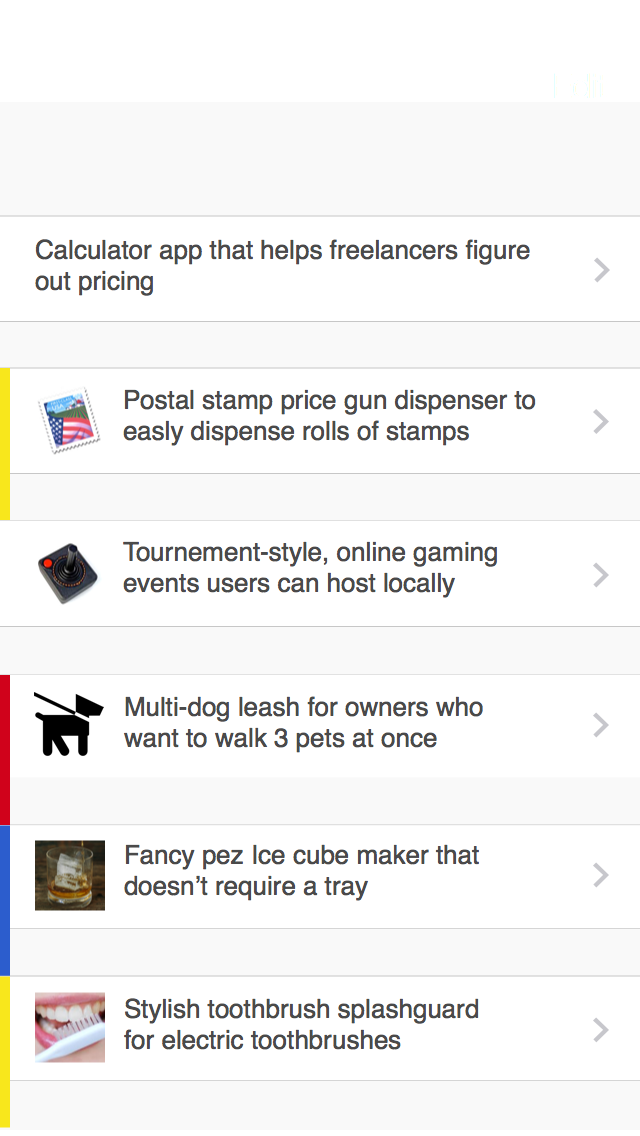 Calculator app that helps freelancers figure
out pricing
Postal stamp price gun dispenser to
easly dispense rolls of stamps
Tournement-style, online gaming
events users can host locally
Multi-dog leash for owners who
want to walk 3 pets at once
Fancy pez Ice cube maker that
doesn’t require a tray
Stylish toothbrush splashguard
for electric toothbrushes